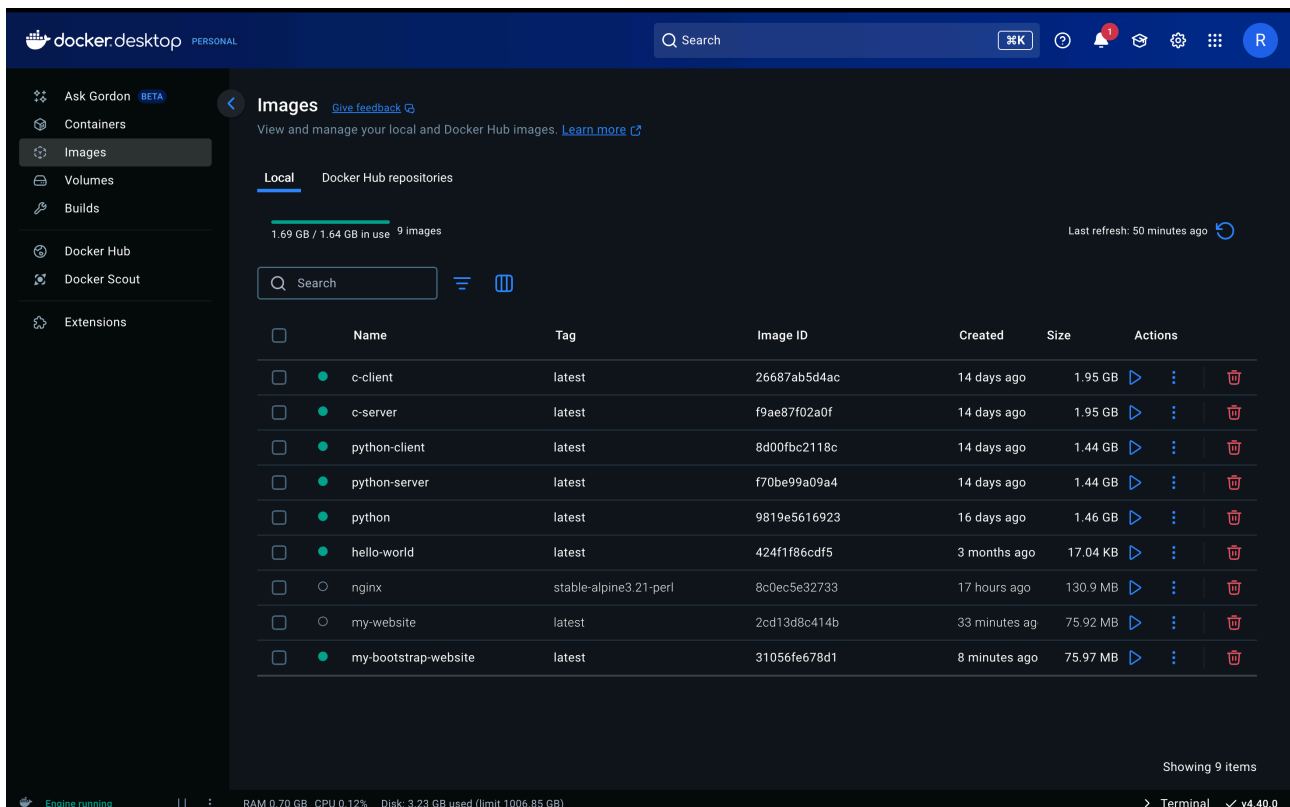 docker.desktop PERSONAL Search ⌘K 1 R
Ask Gordon BETA
Containers
Images
Volumes
Builds
Docker Hub
Docker Scout
Extensions
Images Give feedback
View and manage your local and Docker Hub images. Learn more
Local Docker Hub repositories
1.69 GB / 1.64 GB in use 9 images Last refresh: 50 minutes ago
Search
Name Tag Image ID Created Size Actions
c-client latest 26687ab5d4ac 14 days ago 1.95 GB
c-server latest f9ae87f02a0f 14 days ago 1.95 GB
python-client latest 8d00fbc2118c 14 days ago 1.44 GB
python-server latest f70be99a09a4 14 days ago 1.44 GB
python latest 9819e5616923 16 days ago 1.46 GB
hello-world latest 424f1f86cdf5 3 months ago 17.04 KB
nginx stable-alpine3.21-perl 8c0ec5e32733 17 hours ago 130.9 MB
my-website latest 2cd13d8c414b 33 minutes ag 75.92 MB
my-bootstrap-website latest 31056fe678d1 8 minutes ago 75.97 MB
Showing 9 items
Engine running RAM 0.70 GB CPU 0.12% Disk: 3.23 GB used (limit 1006.85 GB) Terminal v4.40.0